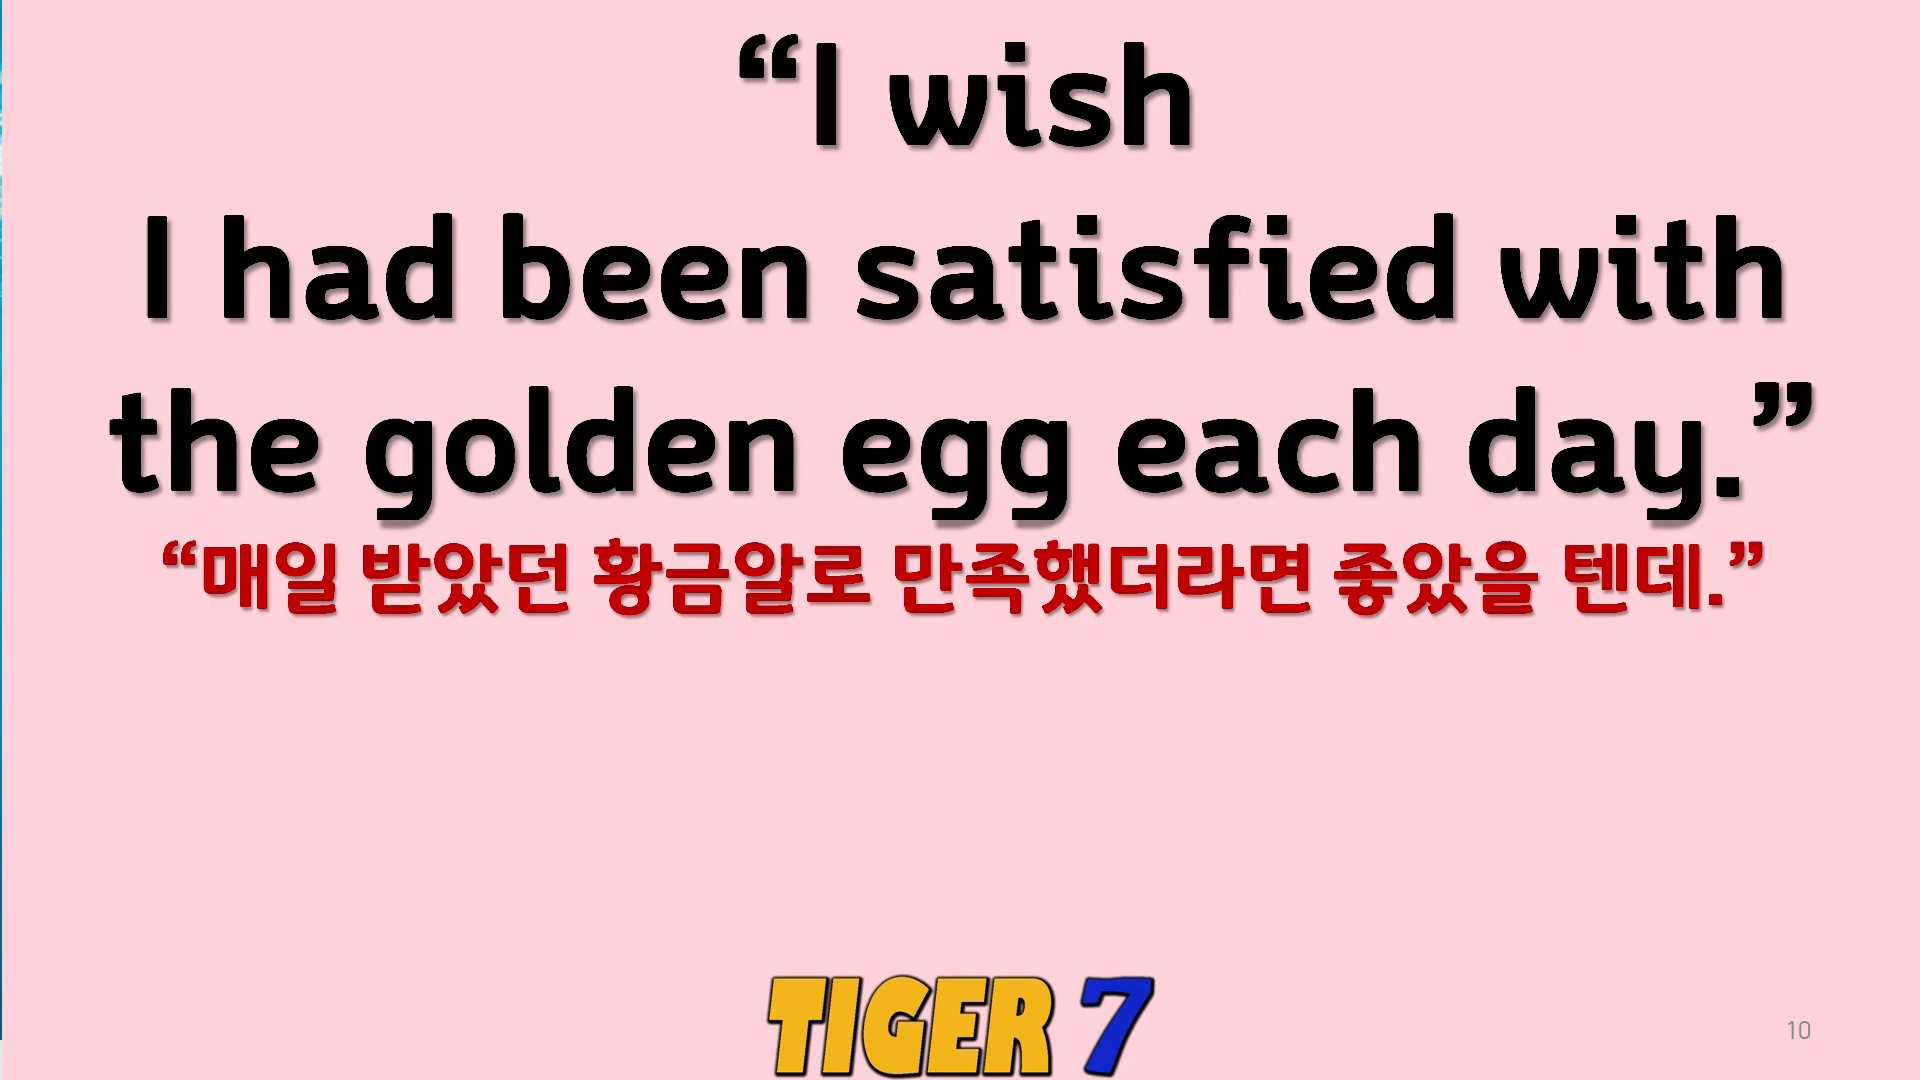 “I wish
I had been satisfied with
the golden egg each day.”
“매일 받았던 황금알로 만족했더라면 좋았을 텐데.”
TIGER 7
10